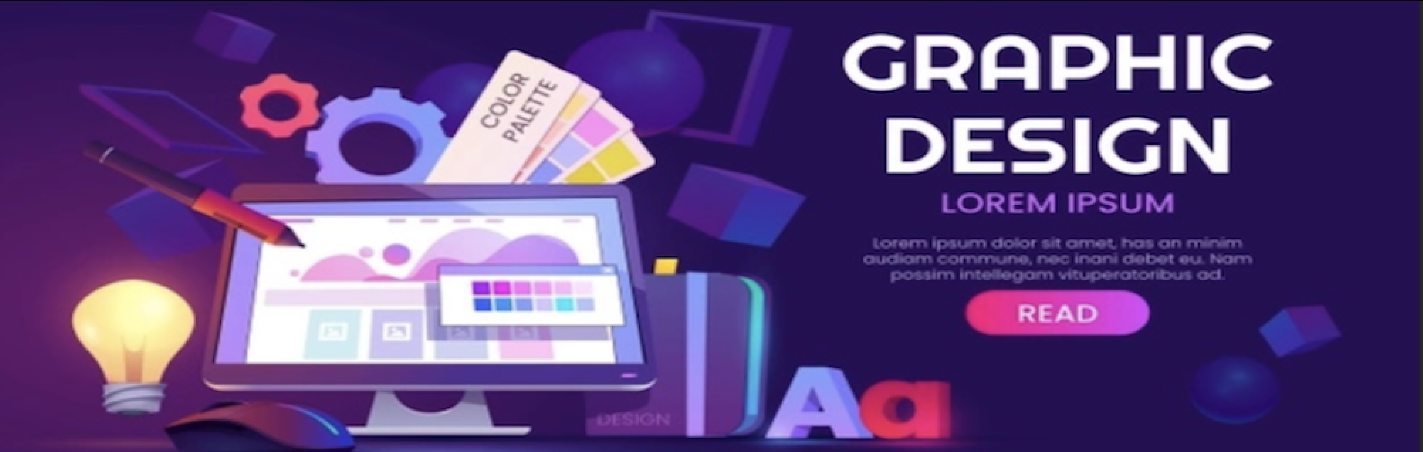 COLOR
PALETTE
GRAPHIC
DESIGN
LOREM IPSUM
Lorem ipsum dolor sit amet, has an minim
audiam commune, nec inani debet eu. Nam
possim intellegam vituperatoribus ad.
READ
DESIGN
Aa